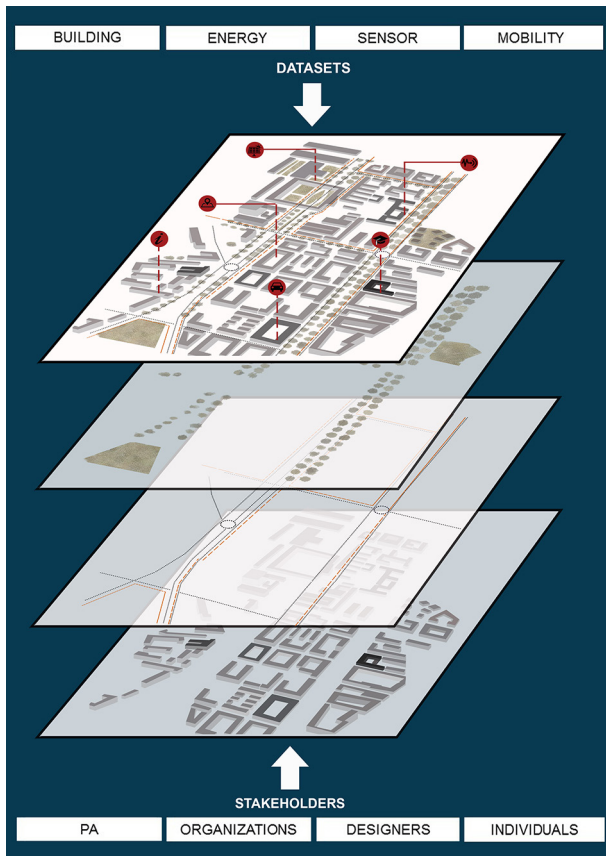 BUILDING
ENERGY
SENSOR
MOBILITY
DATASETS
i
STAKEHOLDERS
PA
ORGANIZATIONS
DESIGNERS
INDIVIDUALS